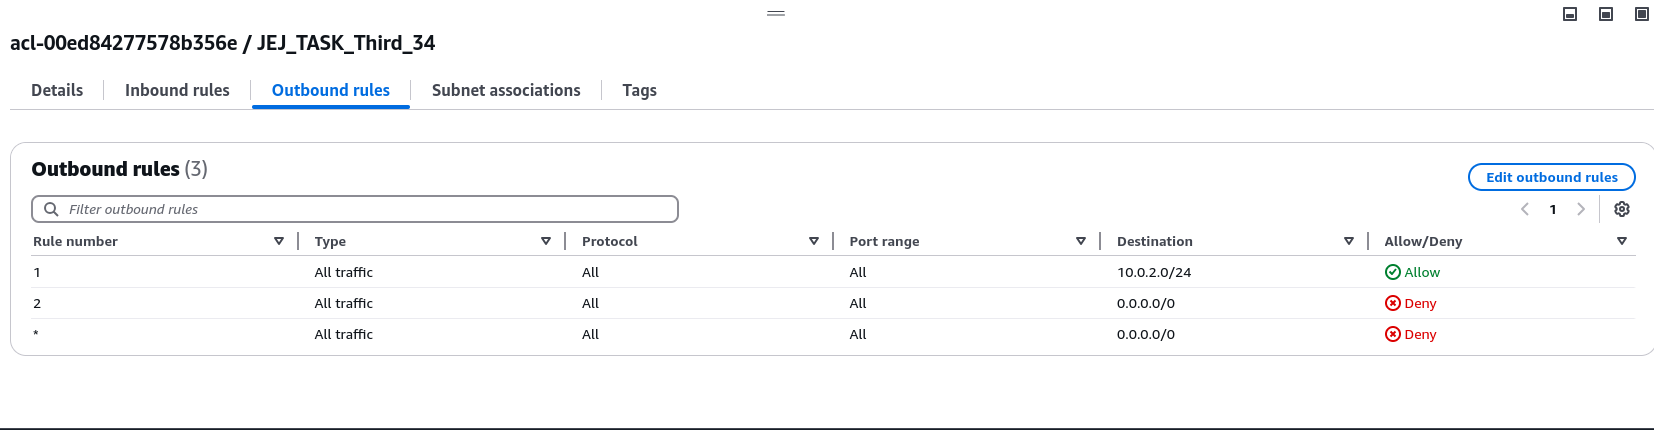 acl-00ed84277578b356e / JEJ_TASK_Third_34
Details Inbound rules Outbound rules Subnet associations Tags
Outbound rules (3)
Edit outbound rules
Filter outbound rules
1
Rule number Type Protocol Port range Destination Allow/Deny
1 All traffic All All 10.0.2.0/24 Allow
2 All traffic All All 0.0.0.0/0 Deny
* All traffic All All 0.0.0.0/0 Deny